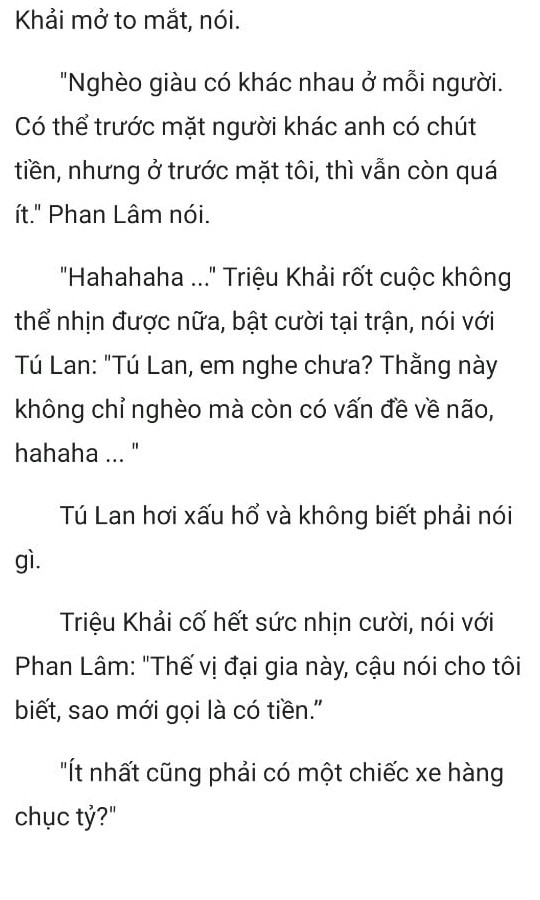 Khải mở to mắt, nói.
"Nghèo giàu có khác nhau ở mỗi người.
Có thể trước mặt người khác anh có chút
tiền, nhưng ở trước mặt tôi, thì vẫn còn quá
ít." Phan Lâm nói.
"Hahahaha ..." Triệu Khải rốt cuộc không
thể nhịn được nữa, bật cười tại trận, nói với
Tú Lan: "Tú Lan, em nghe chưa? Thằng này
không chỉ nghèo mà còn có vấn đề về não,
hahaha ... "
Tú Lan hơi xấu hổ và không biết phải nói
gì.
Triệu Khải cố hết sức nhịn cười, nói với
Phan Lâm: "Thế vị đại gia này, cậu nói cho tôi
biết, sao mới gọi là có tiền.”
"Ít nhất cũng phải có một chiếc xe hàng
chục tỷ?"